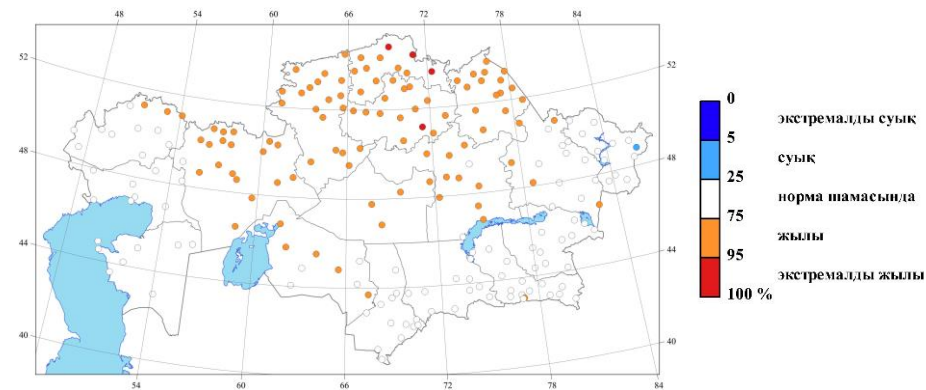 48 54 60 66 72 78 84
52
52
48
48
44
44
40
40
54 60 66 72 78 84
0
экстремалды суық
5
суық
25
норма шамасында
75
жылы
95
экстремалды жылы
100 %